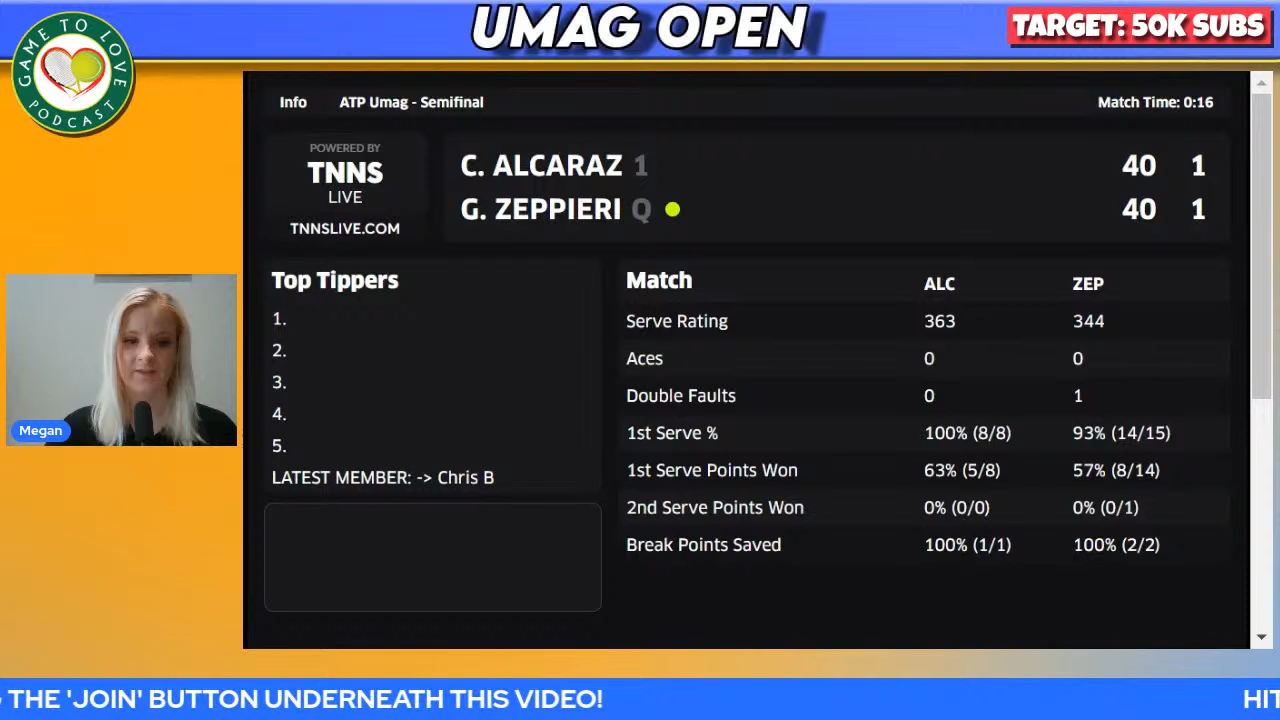 UMAG OPEN
TARGET: 50K SUBS
GAME TO LOVE
PODCAST
Info ATP Umag - Semifinal Match Time: 0:16
POWERED BY
TNNS
LIVE
TNNSLIVE.COM
C. ALCARAZ 1 40 1
G. ZEPPIERI Q 40 1
Top Tippers
1.
2.
3.
4.
5.
LATEST MEMBER: -> Chris B
Match ALC ZEP
Serve Rating 363 344
Aces 0 0
Double Faults 0 1
1st Serve % 100% (8/8) 93% (14/15)
1st Serve Points Won 63% (5/8) 57% (8/14)
2nd Serve Points Won 0% (0/0) 0% (0/1)
Break Points Saved 100% (1/1) 100% (2/2)
Megan
THE 'JOIN' BUTTON UNDERNEATH THIS VIDEO! HIT